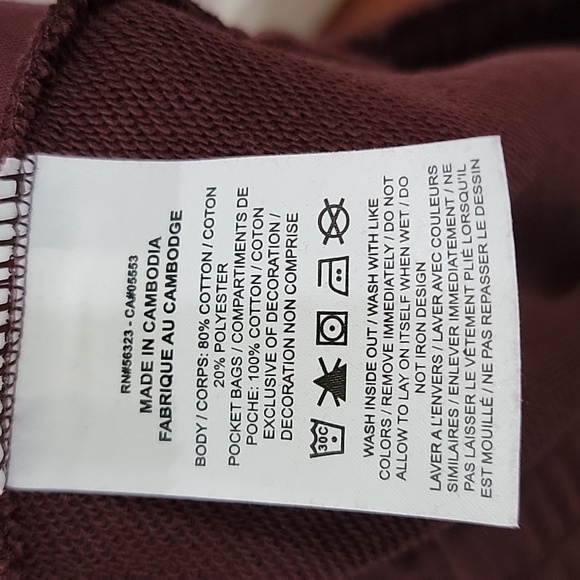 RN#56323 - CA#05553
MADE IN CAMBODIA
FABRIQUE AU CAMBODGE
BODY / CORPS: 80% COTTON / COTON
20% POLYESTER
POCKET BAGS / COMPARTIMENTS DE
POCHE: 100% COTTON / COTON
EXCLUSIVE OF DECORATION /
DECORATION NON COMPRISE
30C
WASH INSIDE OUT / WASH WITH LIKE
COLORS / REMOVE IMMEDIATELY / DO NOT
ALLOW TO LAY ON ITSELF WHEN WET / DO
NOT IRON DESIGN
LAVER A L'ENVERS / LAVER AVEC COULEURS
SIMILAIRES / ENLEVER IMMEDIATEMENT / NE
PAS LAISSER LE VÊTEMENT PLIÉ LORSQU'IL
EST MOUILLÉ / NE PAS REPASSER LE DESSIN